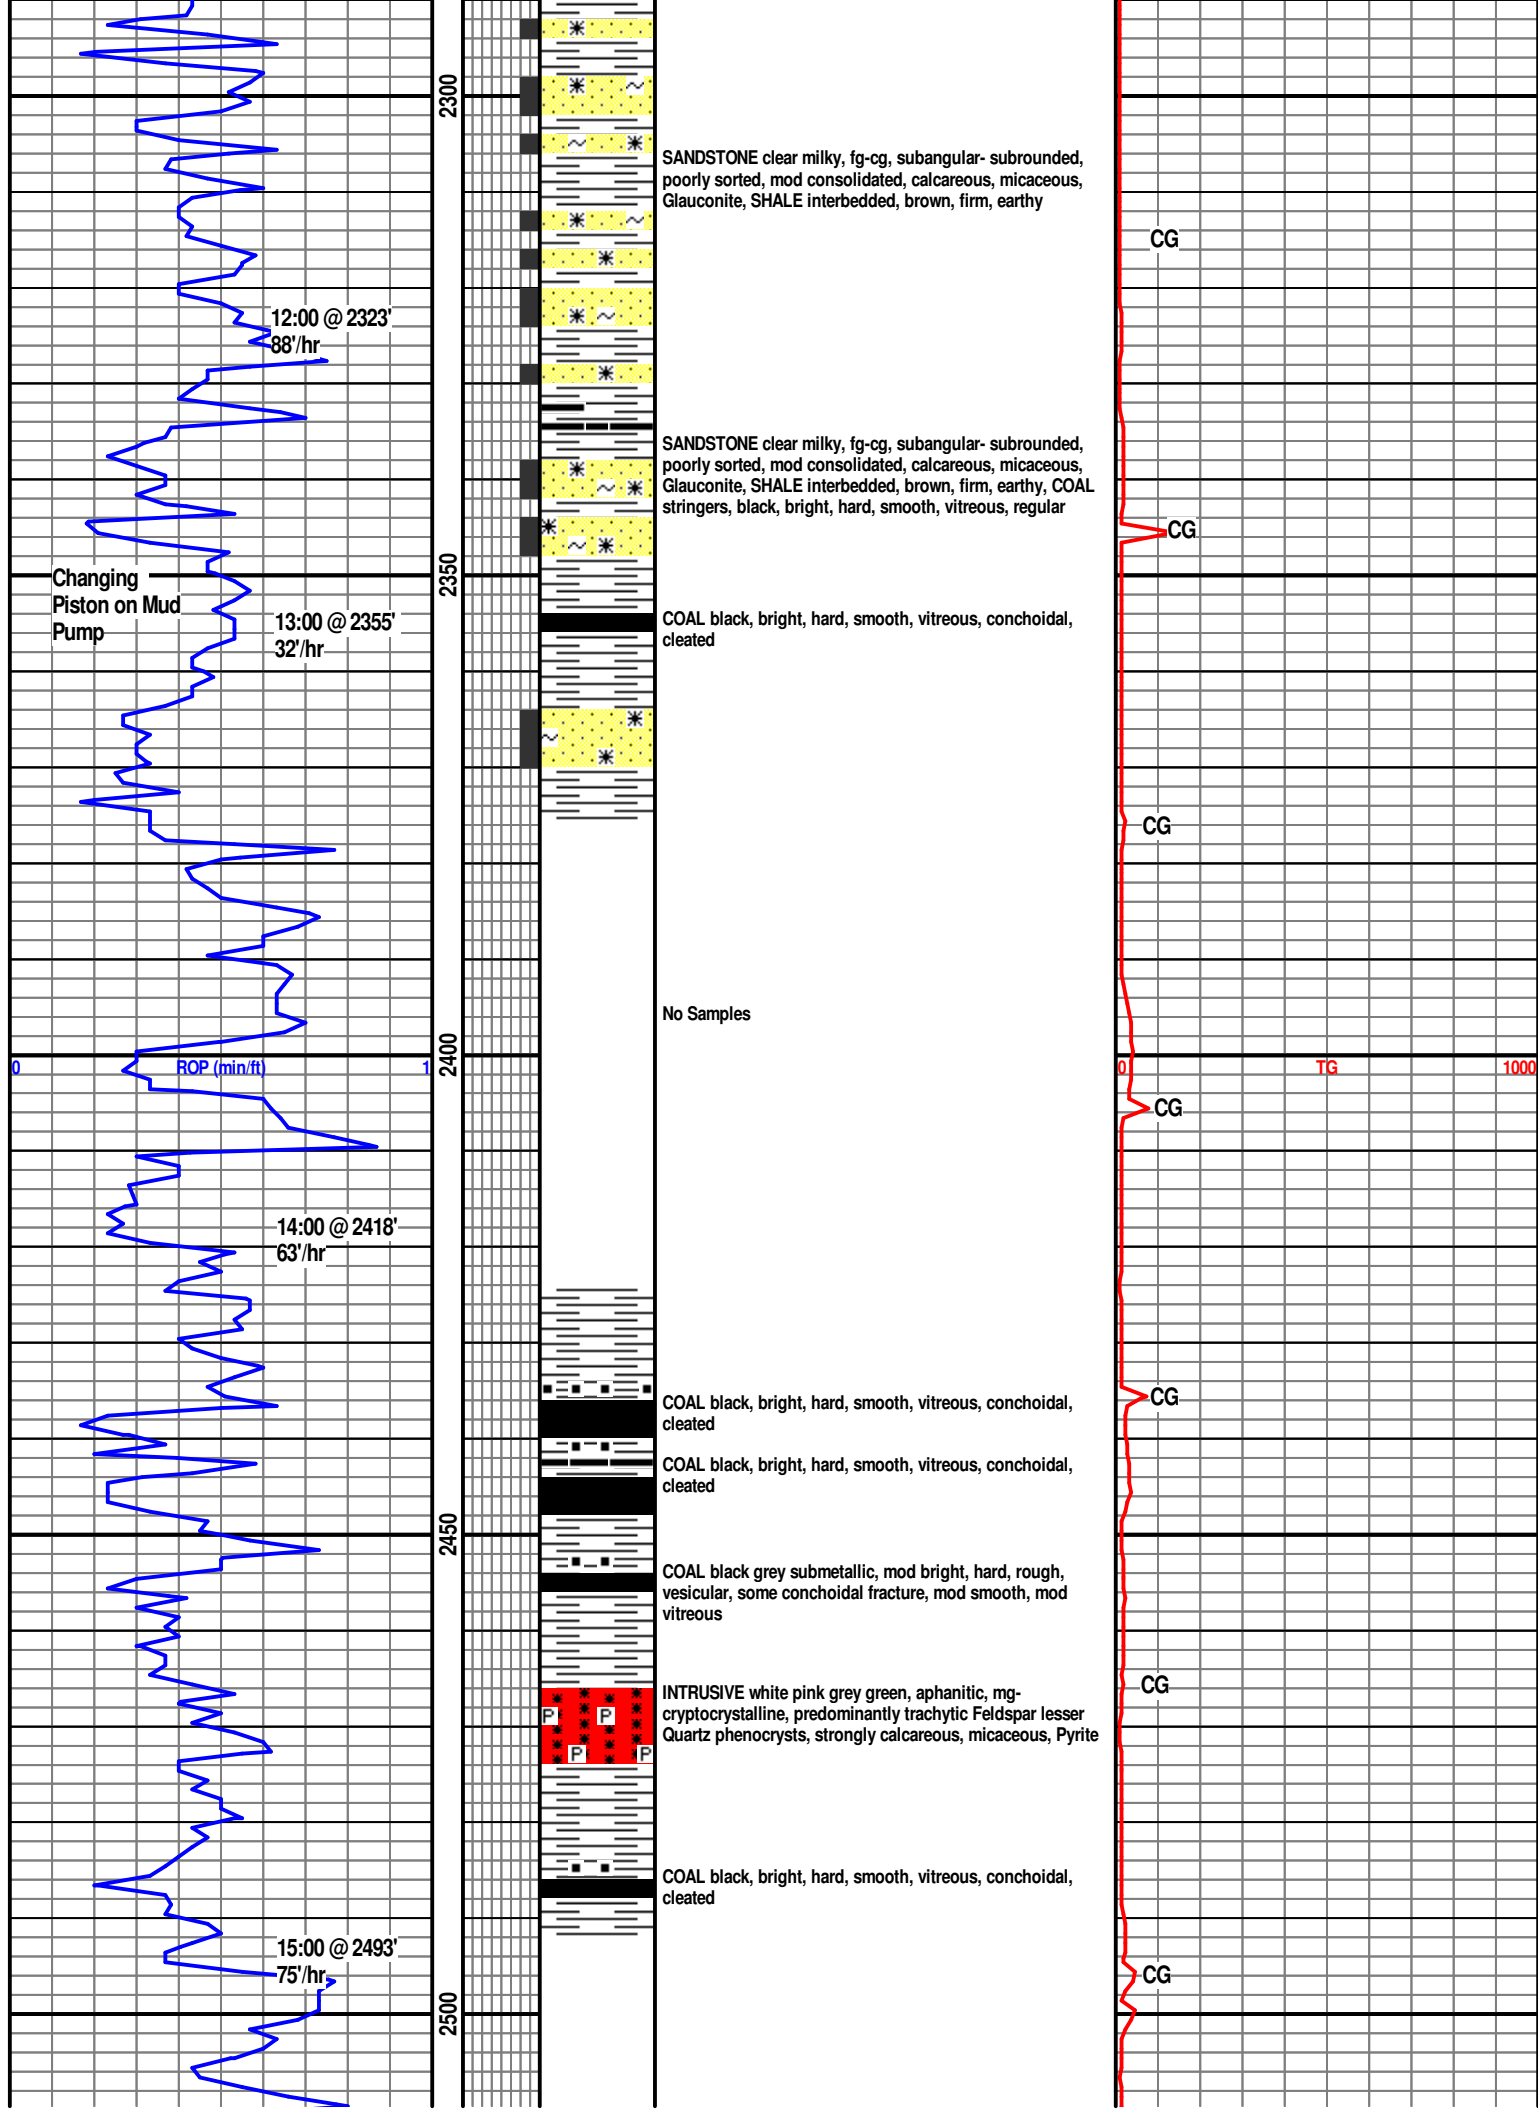 2300
SANDSTONE clear milky, fg-cg, subangular- subrounded,
poorly sorted, mod consolidated, calcareous, micaceous,
Glauconite, SHALE interbedded, brown, firm, earthy
CG
12:00 @ 2323'
88'/hr
SANDSTONE clear milky, fg-cg, subangular- subrounded,
poorly sorted, mod consolidated, calcareous, micaceous,
Glauconite, SHALE interbedded, brown, firm, earthy, COAL
stringers, black, bright, hard, smooth, vitreous, regular
CG
2350
Changing
Piston on Mud
Pump
13:00 @ 2355'
32'/hr
COAL black, bright, hard, smooth, vitreous, conchoidal,
cleated
CG
No Samples
2400
0 ROP (min/ft) 1
0 TG 1000
CG
14:00 @ 2418'
63'/hr
COAL black, bright, hard, smooth, vitreous, conchoidal,
cleated
CG
COAL black, bright, hard, smooth, vitreous, conchoidal,
cleated
2450
COAL black grey submetallic, mod bright, hard, rough,
vesicular, some conchoidal fracture, mod smooth, mod
vitreous
CG
INTRUSIVE white pink grey green, aphanitic, mg-
cryptocrystalline, predominantly trachytic Feldspar lesser
Quartz phenocrysts, strongly calcareous, micaceous, Pyrite
P P
P P
COAL black, bright, hard, smooth, vitreous, conchoidal,
cleated
15:00 @ 2493'
75'/hr
CG
2500